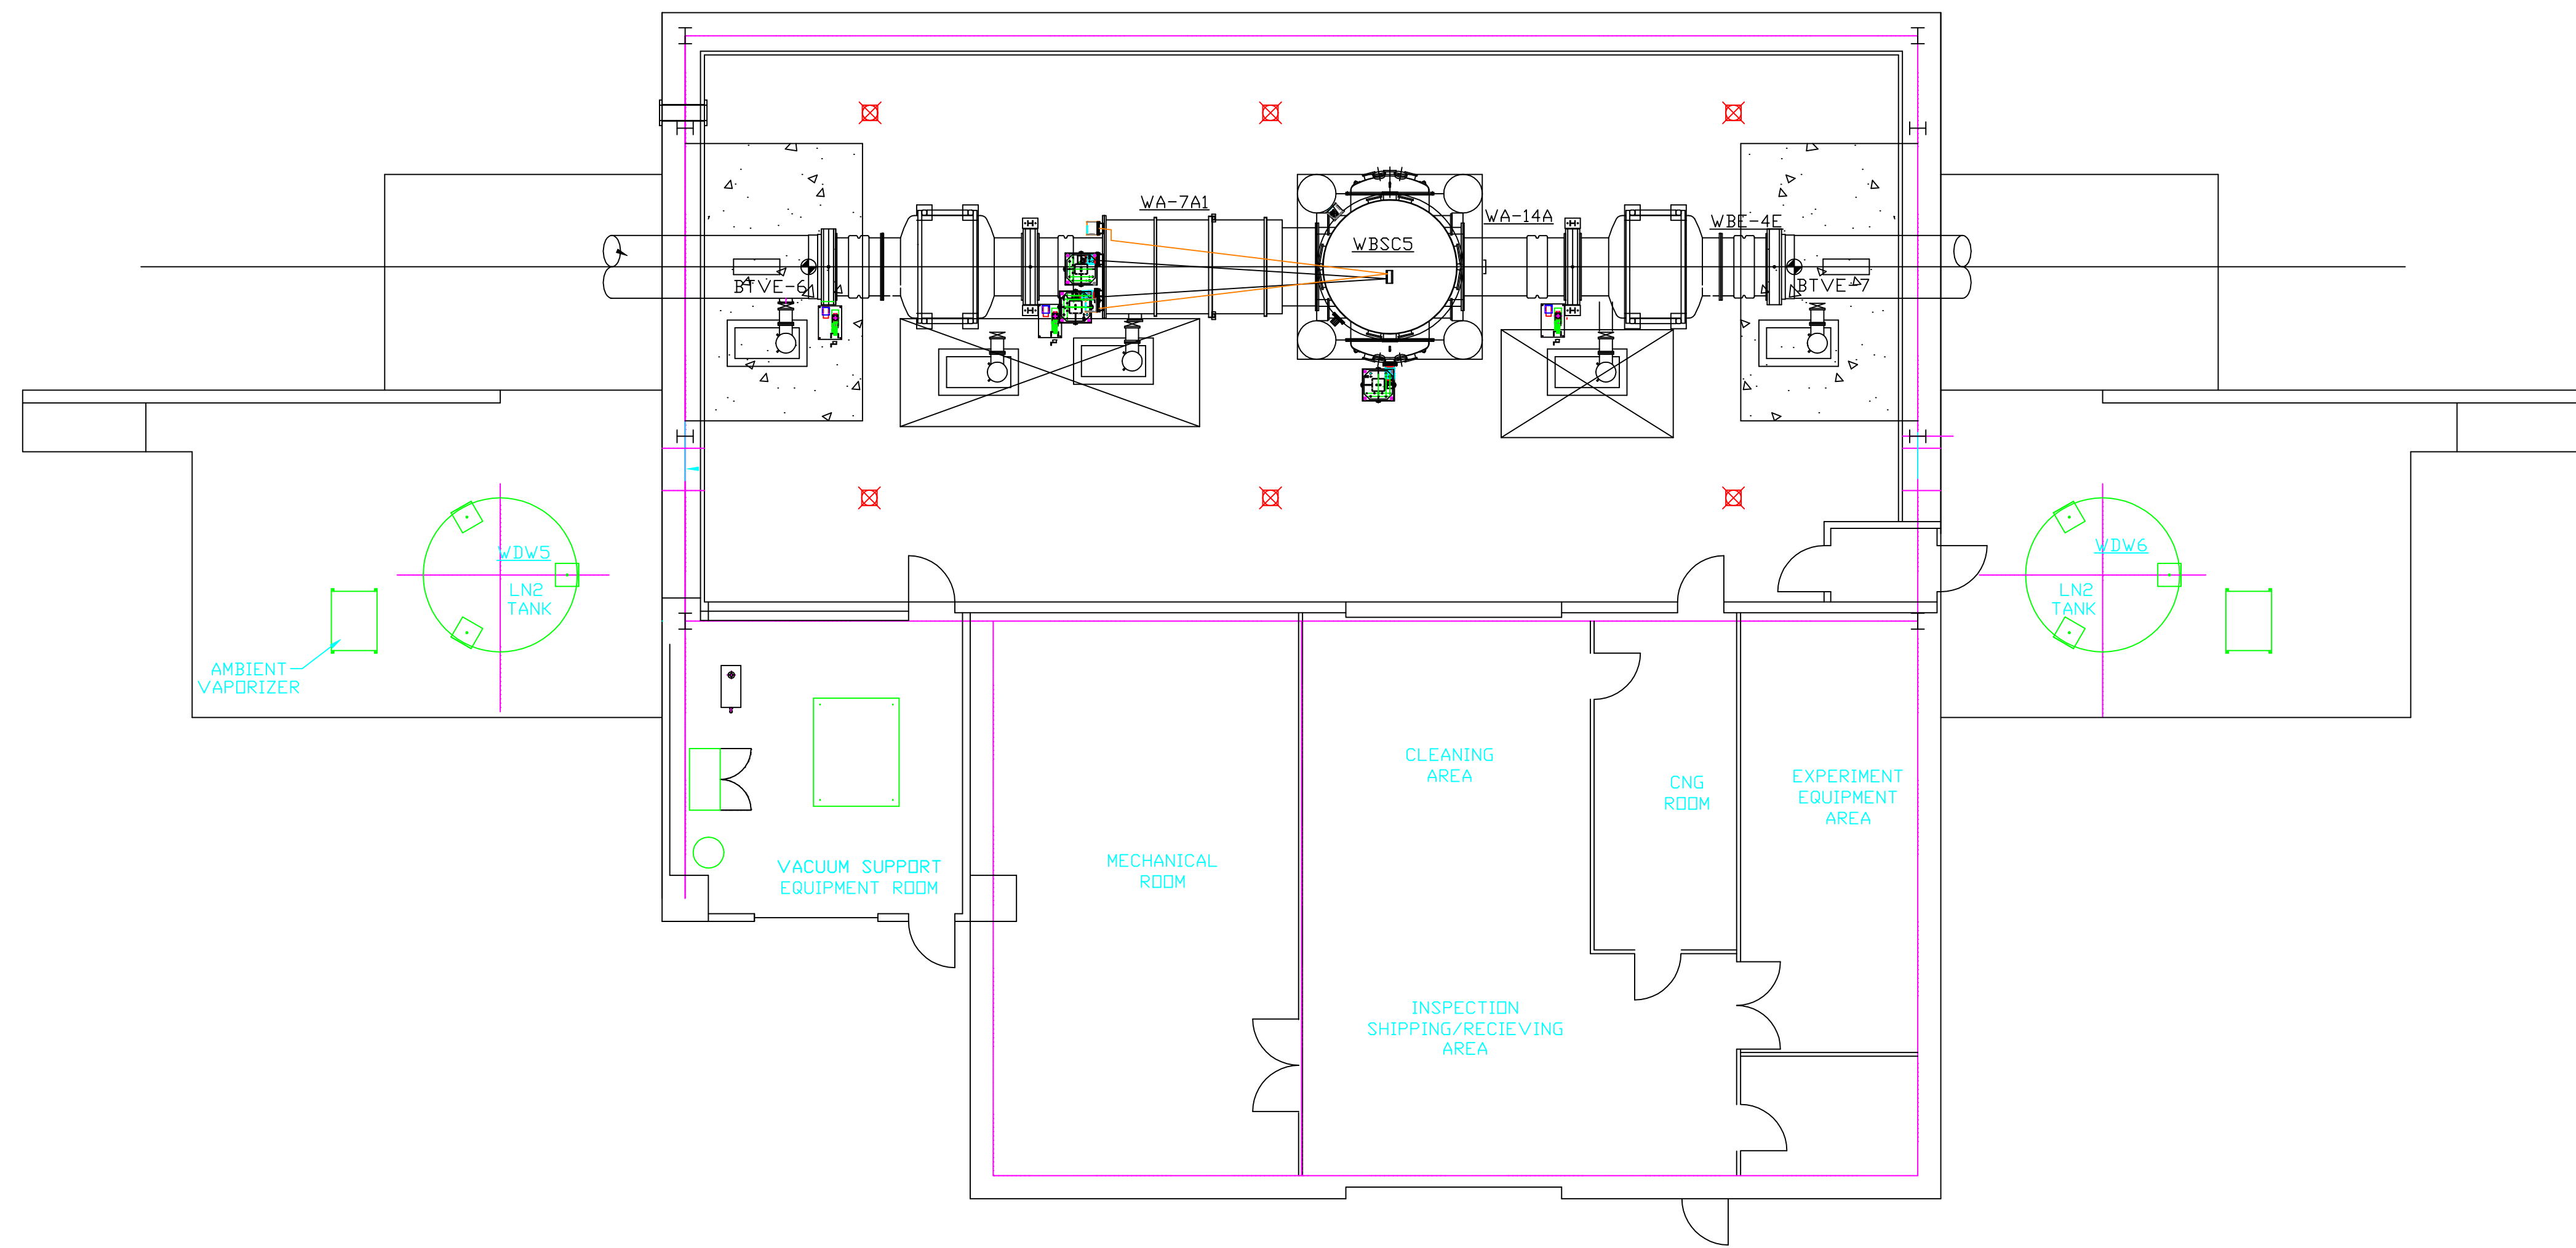 WA-7A1
WA-14A
WBE-4E
WBSC5
BTVE-6
BTVE-7
WDW5
LN2
TANK
WDW6
LN2
TANK
AMBIENT
VAPORIZER
CLEANING
AREA
CNG
ROOM
EXPERIMENT
EQUIPMENT
AREA
VACUUM SUPPORT
EQUIPMENT ROOM
MECHANICAL
ROOM
INSPECTION
SHIPPING/RECIEVING
AREA